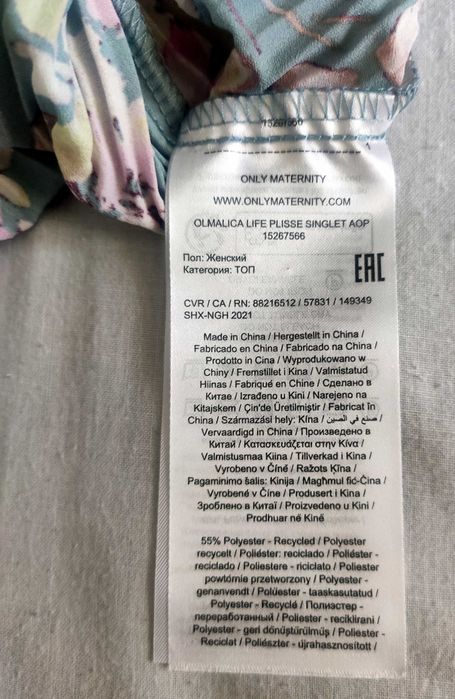 15267566
ONLY MATERNITY
WWW.ONLYMATERNITY.COM
OLMALICA LIFE PLISSE SINGLET AOP
15267566
Пол: Женский
Категория: ТОП
EAC
CVR / CA / RN: 88216512 / 57831 / 149349
SHX-NGH 2021
Made in China / Hergestellt in China /
Fabricado en China / Fabricado na China /
Prodotto in Cina / Wyprodukowano w
Chiny / Fremstillet i Kina / Valmistatud
Hiinas / Fabriqué en Chine / Сделано в
Китае / Izrađeno u Kini / Narejeno na
Kitajskem / Çin'de Üretilmiştir / Fabricat în
China / Származási hely: Kína / صنع في الصين /
Vervaardigd in China / Произведено в
Китай / Κατασκευάζεται στην Κίνα /
Valmistusmaa Kiina / Tillverkad i Kina /
Vyrobeno v Číně / Ražots Ķīna /
Pagaminimo šalis: Kinija / Magħmul fiċ-Ċina /
Vyrobené v Číne / Produsert i Kina /
Зроблено в Китаї / Proizvedeno u Kini /
Prodhuar në Kinë
55% Polyester - Recycled / Polyester
recycelt / Poliéster: reciclado / Poliéster -
reciclado / Poliestere - riciclato / Poliester
powtórnie przetworzony / Polyester -
genanvendt / Polüester - taaskasutatud /
Polyester - Recyclé / Полиэстер -
переработанный / Poliester - reciklirani /
Polyester - geri dönüştürülmüş / Poliester -
Reciclat / Poliészter - újrahasznosított /